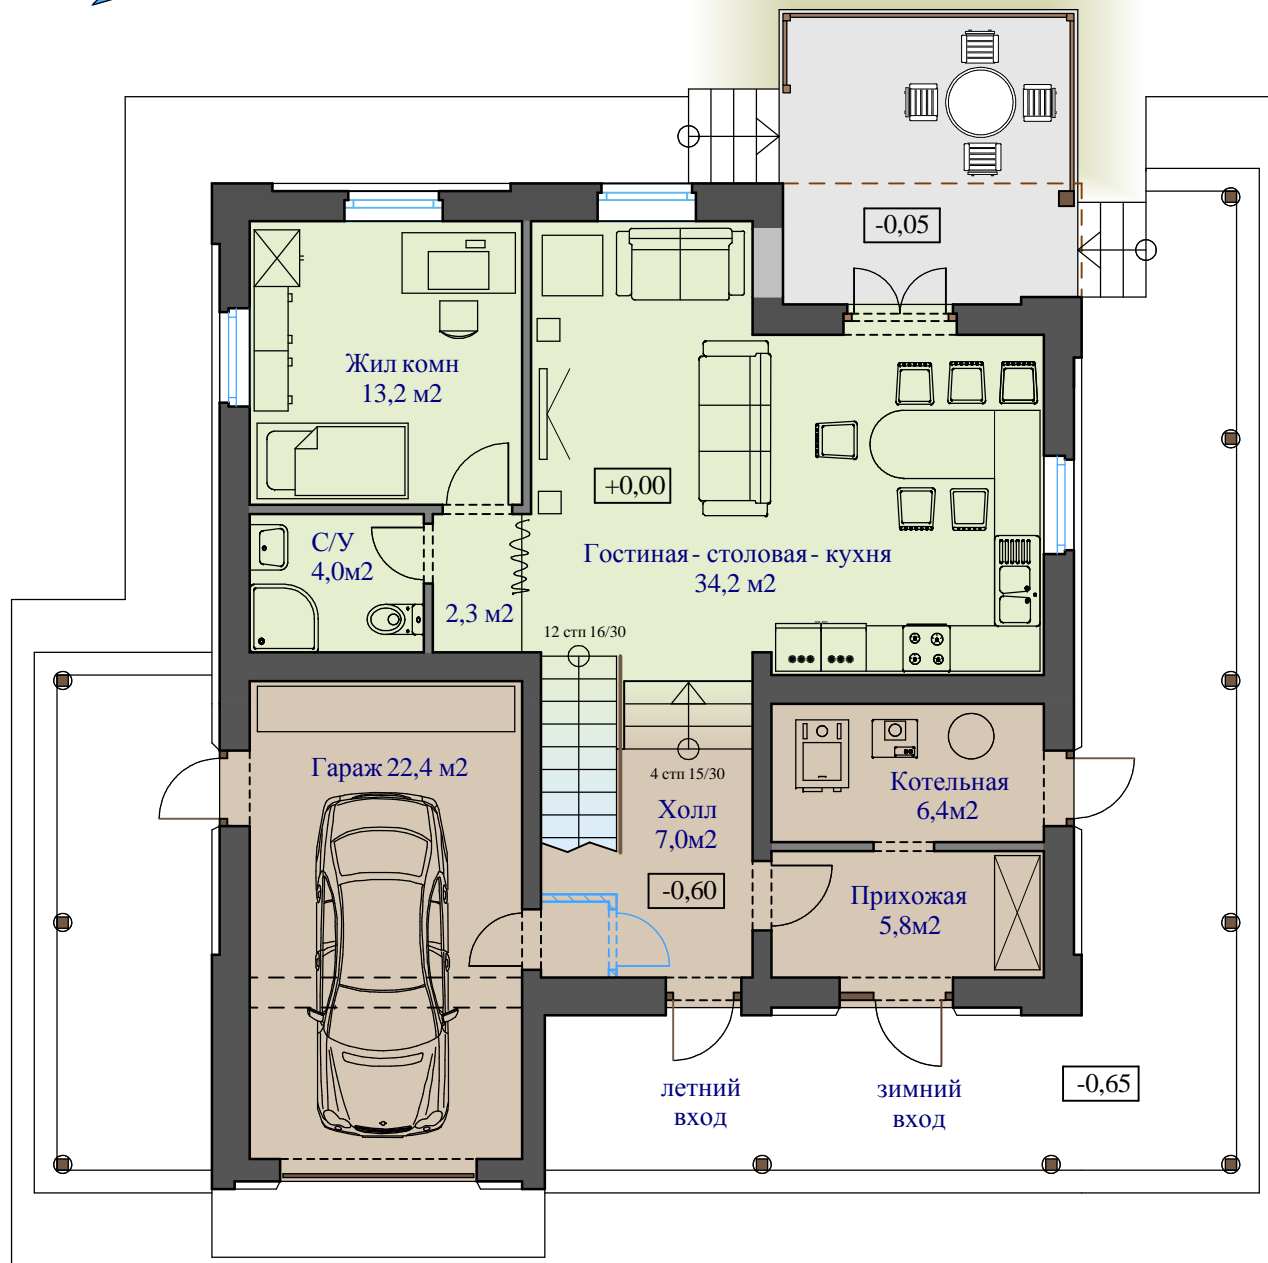 -0,05
Жил комн
13,2 м2
+0,00
С/У
4,0м2
Гостиная - столовая - кухня
34,2 м2
2,3 м2
12 стп 16/30
Гараж 22,4 м2
4 стп 15/30
Холл
7,0м2
Котельная
6,4м2
-0,60
Прихожая
5,8м2
летний
вход
зимний
вход
-0,65